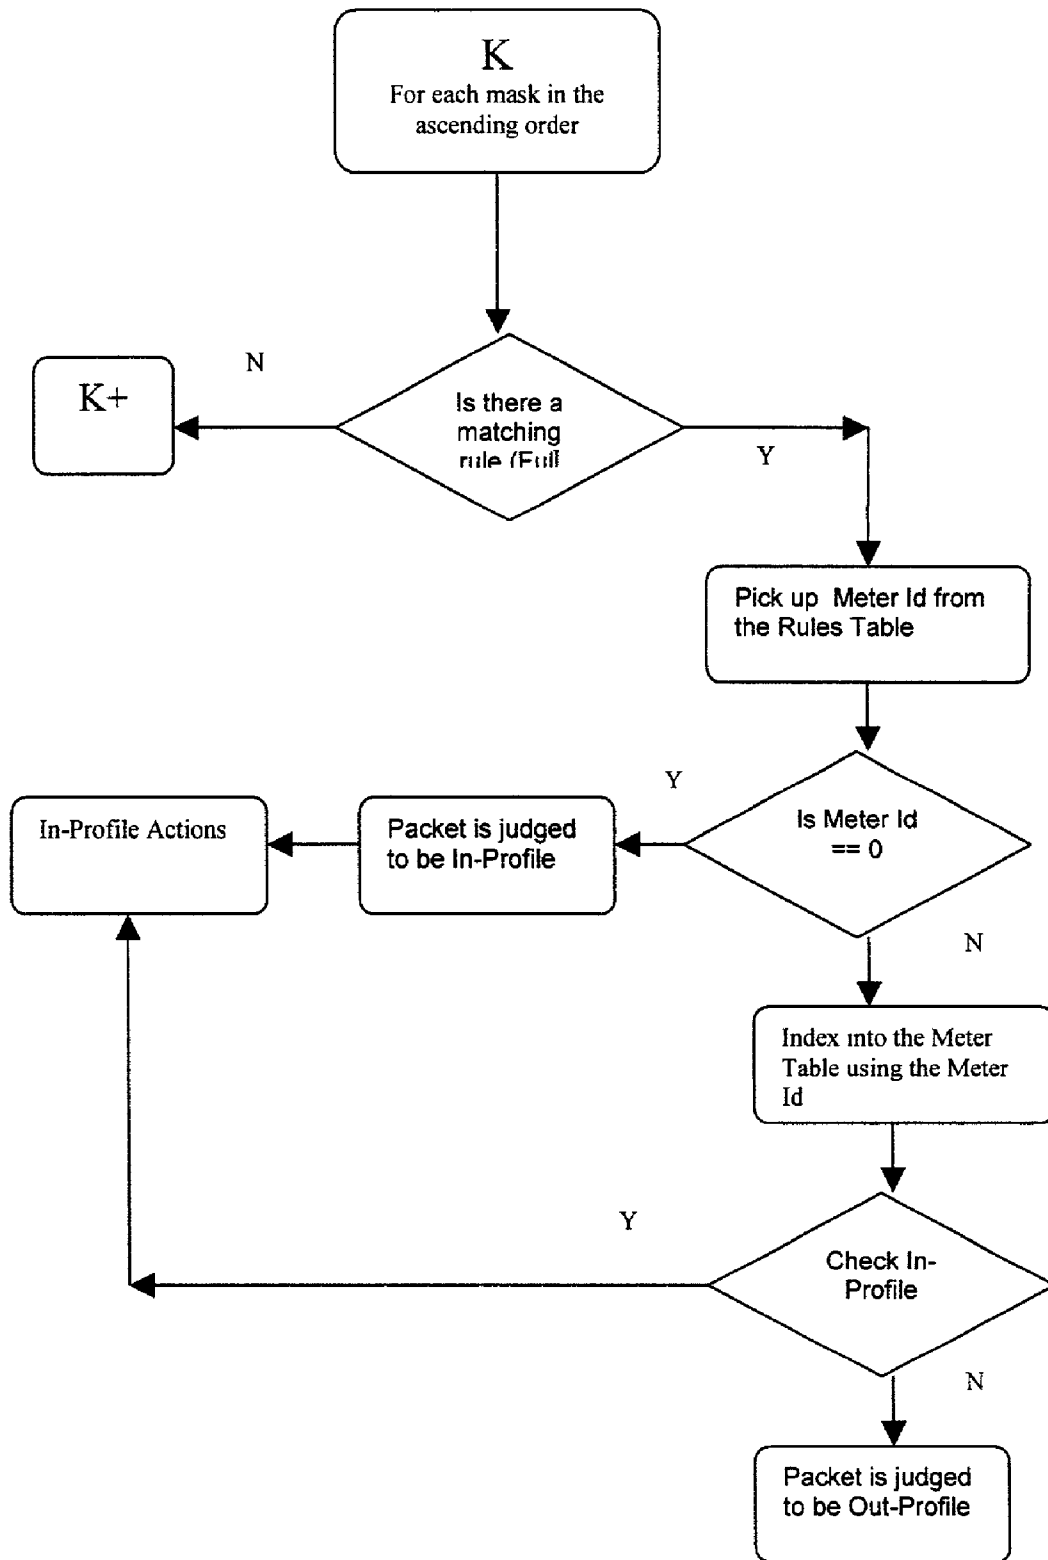 K
For each mask in the
ascending order
N
K+
Is there a
matching
rule (Full
Y
Pick up Meter Id from
the Rules Table
Y
In-Profile Actions
Packet is judged
to be In-Profile
Is Meter Id
== 0
N
Index into the Meter
Table using the Meter
Id
Y
Check In-
Profile
N
Packet is judged
to be Out-Profile